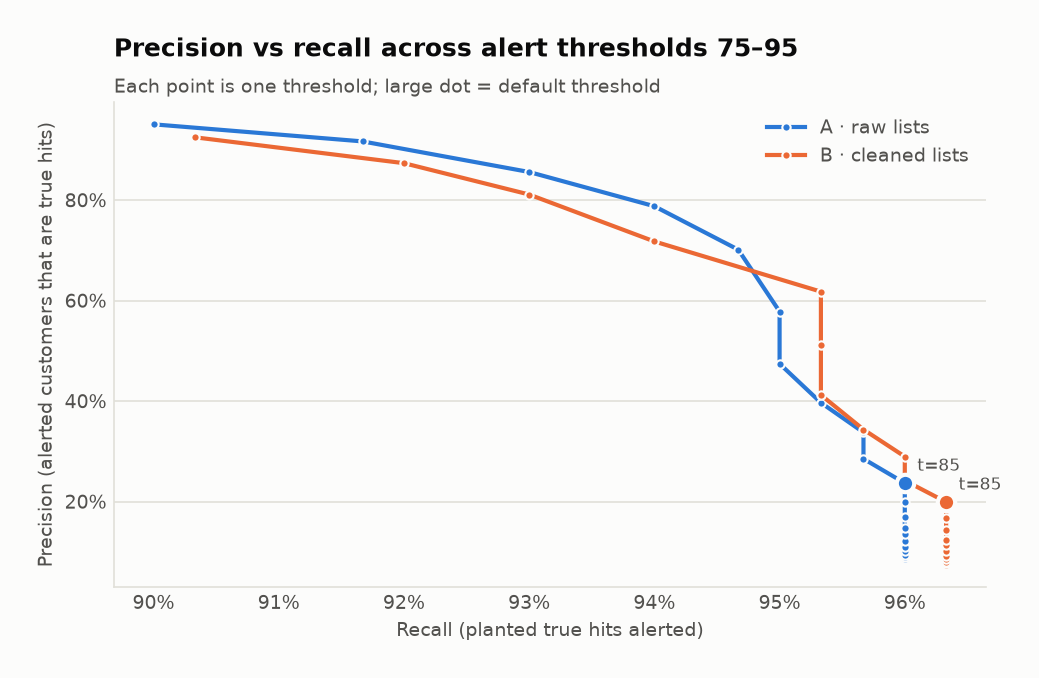 Precision vs recall across alert thresholds 75–95
Each point is one threshold; large dot = default threshold
A · raw lists
B · cleaned lists
Precision (alerted customers that are true hits)
80%
60%
40%
20%
t=85
t=85
90%
91%
92%
93%
94%
95%
96%
Recall (planted true hits alerted)